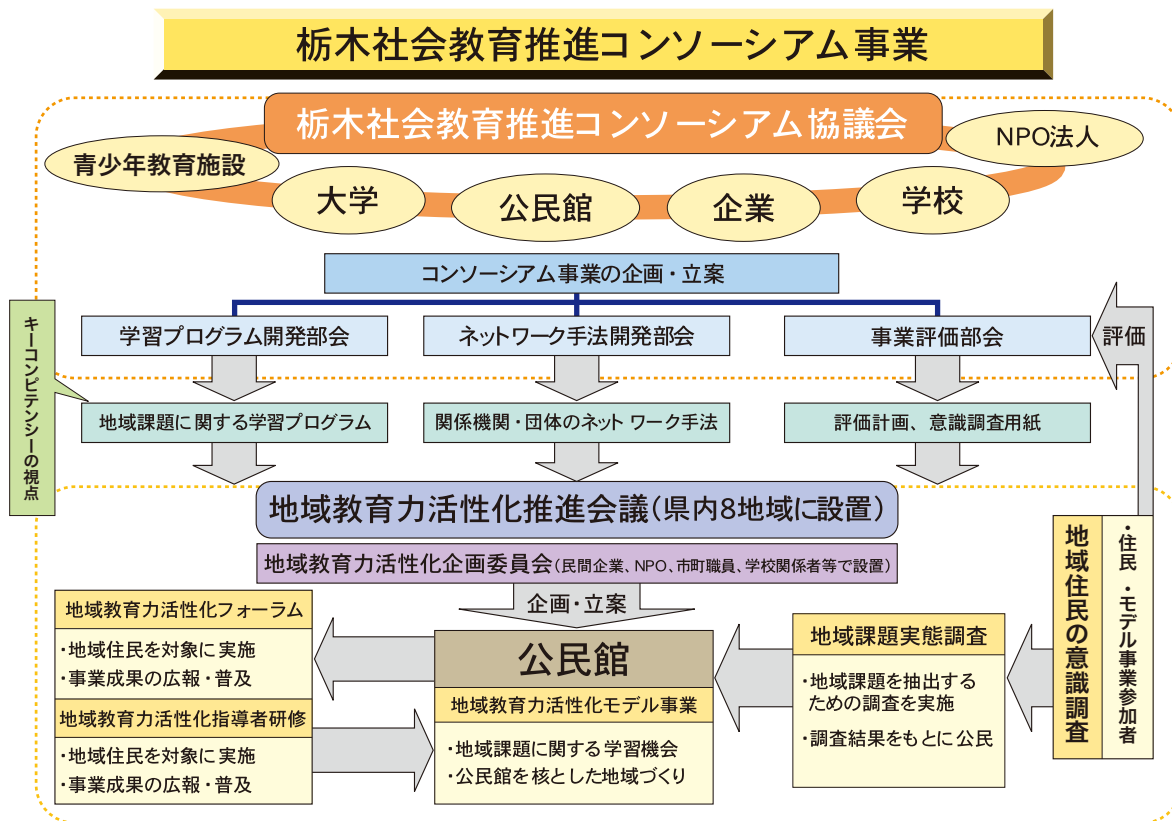 栃木社会教育推進コンソーシアム事業
栃木社会教育推進コンソーシアム協議会
青少年教育施設
大学
公民館
企業
学校
NPO法人
コンソーシアム事業の企画・立案
学習プログラム開発部会
ネットワーク手法開発部会
事業評価部会
評価
キーコンピテンシーの視点
地域課題に関する学習プログラム
関係機関・団体のネットワーク手法
評価計画、意識調査用紙
地域教育力活性化推進会議（県内8地域に設置）
地域教育力活性化企画委員会（民間企業、NPO、市町職員、学校関係者等で設置）
企画・立案
地域教育力活性化フォーラム
・地域住民を対象に実施
・事業成果の広報・普及
地域教育力活性化指導者研修
・地域住民を対象に実施
・事業成果の広報・普及
公民館
地域教育力活性化モデル事業
・地域課題に関する学習機会
・公民館を核とした地域づくり
地域課題実態調査
・地域課題を抽出する
ための調査を実施
・調査結果をもとに公民
地域住民の意識調査
・住民　・モデル事業参加者